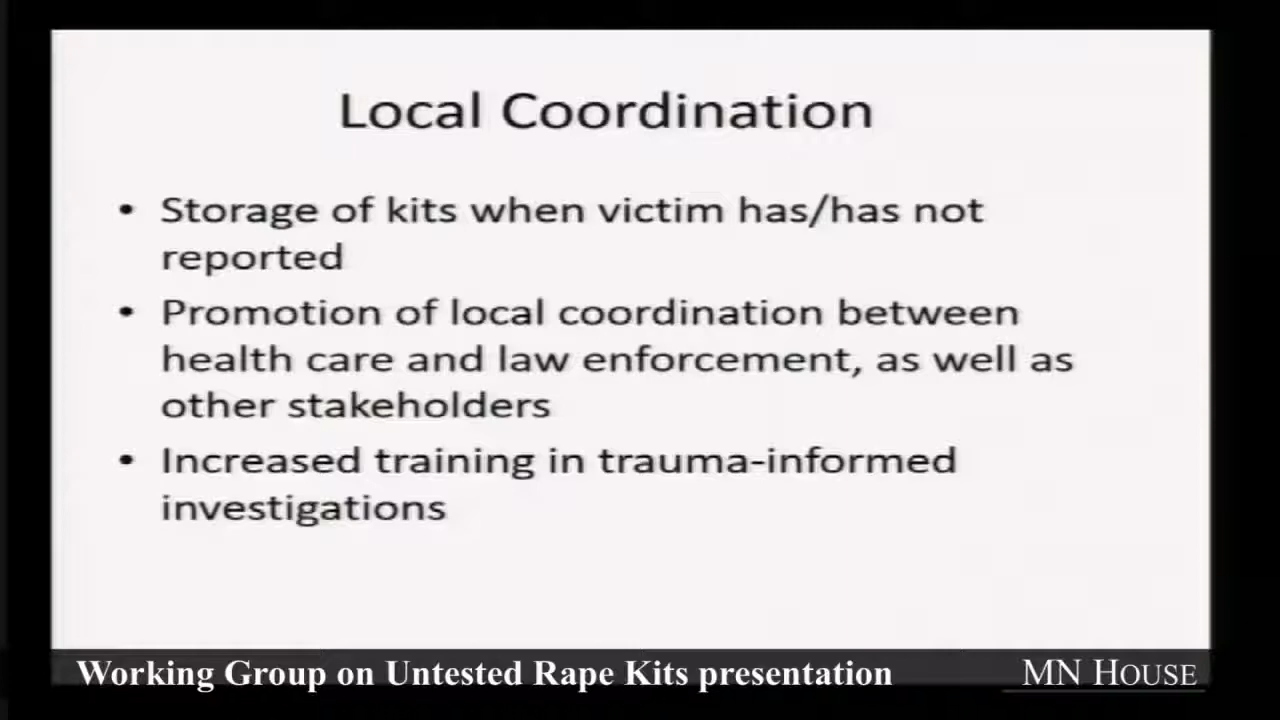 Local Coordination
• Storage of kits when victim has/has not
reported
• Promotion of local coordination between
health care and law enforcement, as well as
other stakeholders
• Increased training in trauma-informed
investigations
Working Group on Untested Rape Kits presentation
MN HOUSE